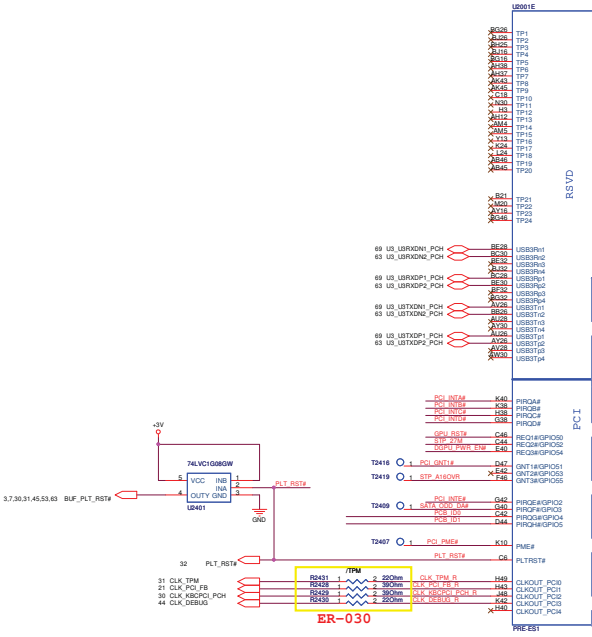 U2001E
BG26 TP1
BJ26 TP2
BH25 TP3
BJ16 TP4
BG16 TP5
AH38 TP6
AH37 TP7
AK43 TP8
AK45 TP9
C18 TP10
N30 TP11
H3 TP12
AH12 TP13
AM4 TP14
AM5 TP15
Y13 TP16
K24 TP17
L24 TP18
AB46 TP19
AB45 TP20
RSVD
B21 TP21
M20 TP22
AY16 TP23
BG46 TP24
69 U3_U3RXDN1_PCH BE28 USB3Rn1
63 U3_U3RXDN2_PCH BC30 USB3Rn2
BE32 USB3Rn3
BJ32 USB3Rn4
69 U3_U3RXDP1_PCH BC28 USB3Rp1
63 U3_U3RXDP2_PCH BE30 USB3Rp2
BF32 USB3Rp3
BG32 USB3Rp4
69 U3_U3TXDN1_PCH AV26 USB3Tn1
63 U3_U3TXDN2_PCH BB26 USB3Tn2
AU28 USB3Tn3
AY30 USB3Tn4
69 U3_U3TXDP1_PCH AU26 USB3Tp1
63 U3_U3TXDP2_PCH AY26 USB3Tp2
AV28 USB3Tp3
AW30 USB3Tp4
PCI
PCI_INTA# K40 PIRQA#
PCI_INTB# K38 PIRQB#
PCI_INTC# H38 PIRQC#
PCI_INTD# G38 PIRQD#
GPU_RST# C46 REQ1#/GPIO50
STP_27M C44 REQ2#/GPIO52
DGPU_PWR_EN# E40 REQ3#/GPIO54
T2416 1 PCI_GNT1# D47 GNT1#/GPIO51
E42 GNT2#/GPIO53
T2419 1 STP_A16OVR F46 GNT3#/GPIO55
PCI_INTE# G42 PIRQE#/GPIO2
T2409 1 SATA_ODD_DA# G40 PIRQF#/GPIO3
PCB_ID0 C42 PIRQG#/GPIO4
PCB_ID1 D44 PIRQH#/GPIO5
T2407 1 PCI_PME# K10 PME#
PLT_RST# C6 PLTRST#
+3V
74LVC1G08GW
5 VCC INB 1
INA 2 PLT_RST#
3,7,30,31,45,53,63 BUF_PLT_RST# 4 OUTY GND 3
U2401
GND
32 PLT_RST#
/TPM
31 CLK_TPM R2431 1 2 22Ohm CLK_TPM_R H49 CLKOUT_PCI0
21 CLK_PCI_FB R2428 1 2 39Ohm CLK_PCI_FB_R H43 CLKOUT_PCI1
30 CLK_KBCPCI_PCH R2429 1 2 39Ohm CLK_KBCPCI_PCH_R J48 CLKOUT_PCI2
44 CLK_DEBUG R2430 1 2 22Ohm CLK_DEBUG_R K42 CLKOUT_PCI3
H40 CLKOUT_PCI4
ER-030
PRE-ES1